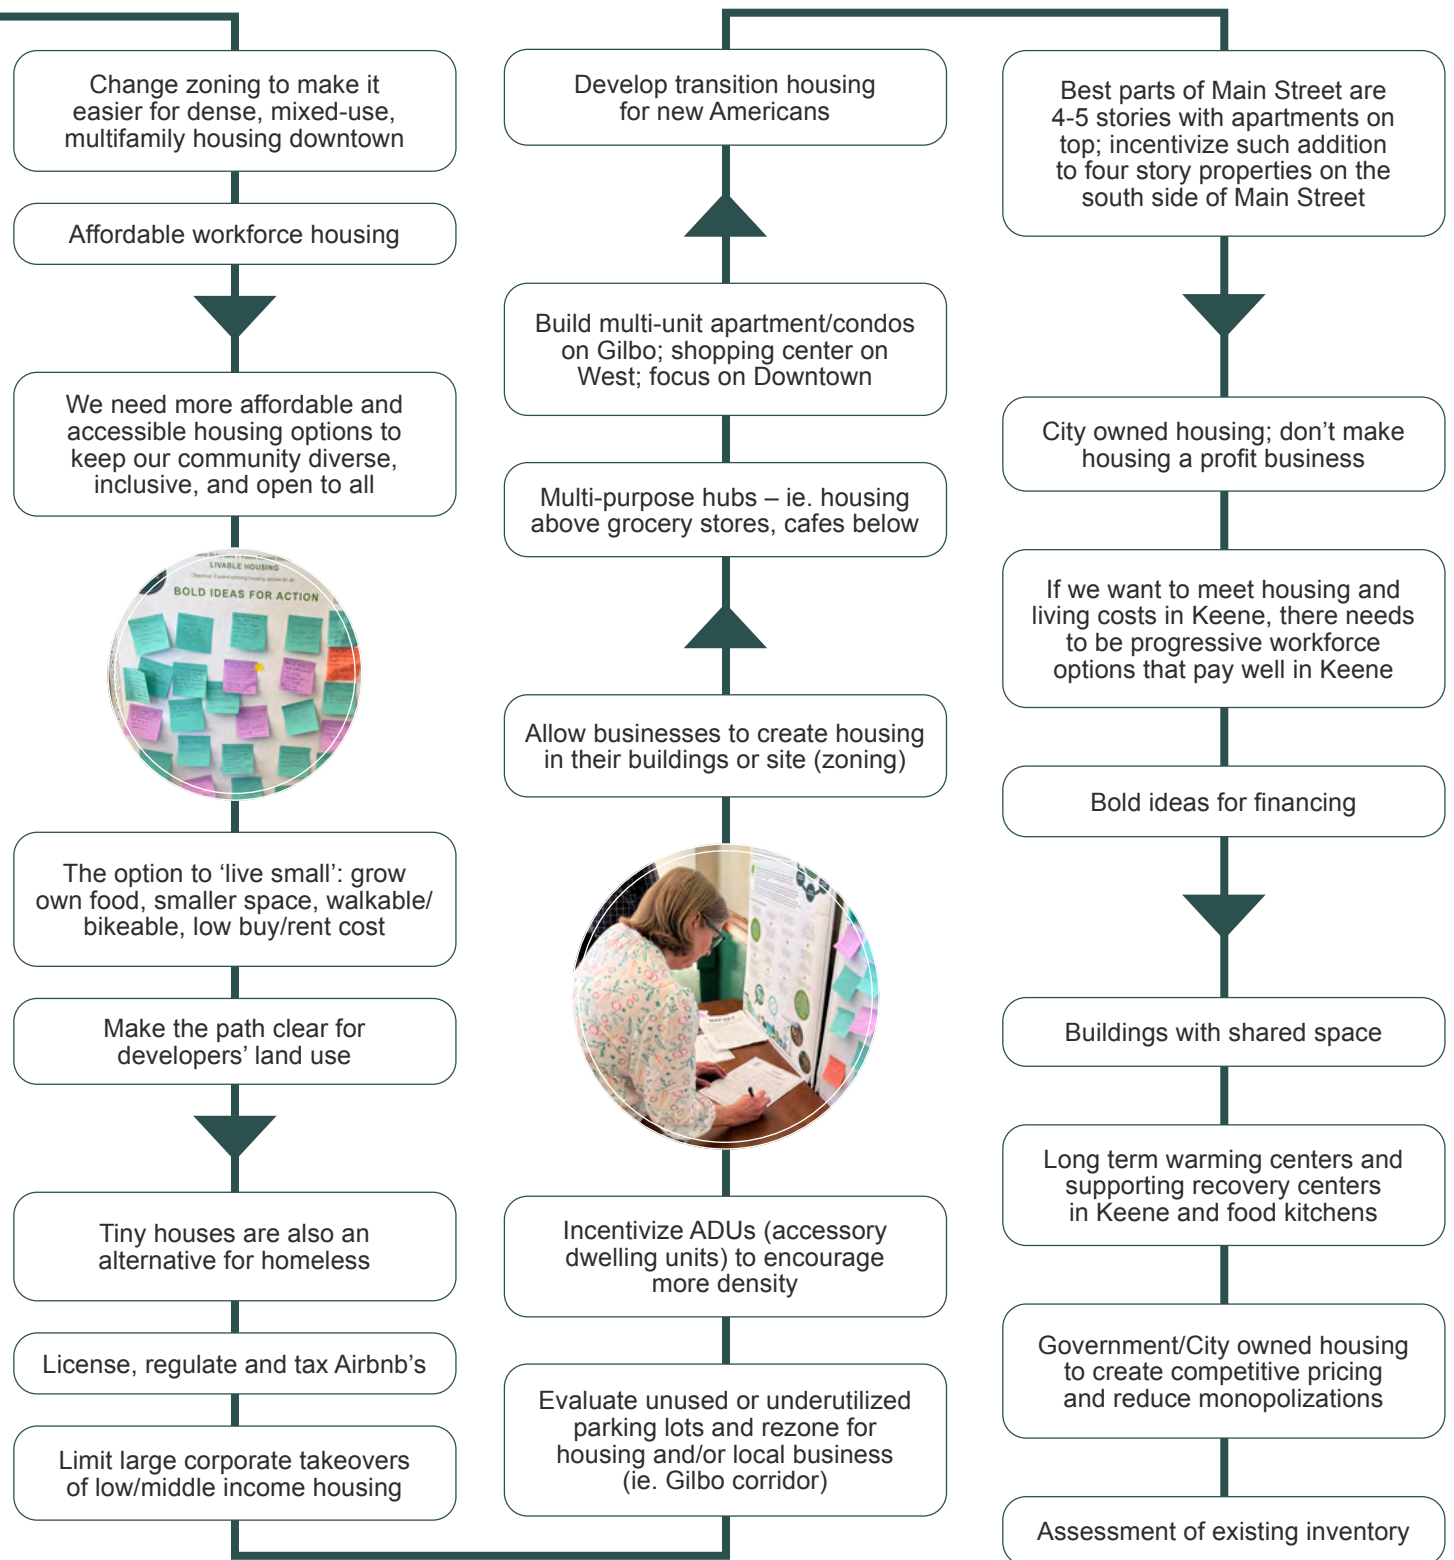 Change zoning to make it
easier for dense, mixed-use,
multifamily housing downtown
Affordable workforce housing
We need more affordable and
accessible housing options to
keep our community diverse,
inclusive, and open to all
LIVABLE HOUSING
BOLD IDEAS FOR ACTION
The option to ‘live small’: grow
own food, smaller space, walkable/
bikeable, low buy/rent cost
Make the path clear for
developers’ land use
Tiny houses are also an
alternative for homeless
License, regulate and tax Airbnb’s
Limit large corporate takeovers
of low/middle income housing
Evaluate unused or underutilized
parking lots and rezone for
housing and/or local business
(ie. Gilbo corridor)
Incentivize ADUs (accessory
dwelling units) to encourage
more density
Allow businesses to create housing
in their buildings or site (zoning)
Multi-purpose hubs – ie. housing
above grocery stores, cafes below
Build multi-unit apartment/condos
on Gilbo; shopping center on
West; focus on Downtown
Develop transition housing
for new Americans
Best parts of Main Street are
4-5 stories with apartments on
top; incentivize such addition
to four story properties on the
south side of Main Street
City owned housing; don’t make
housing a profit business
If we want to meet housing and
living costs in Keene, there needs
to be progressive workforce
options that pay well in Keene
Bold ideas for financing
Buildings with shared space
Long term warming centers and
supporting recovery centers
in Keene and food kitchens
Government/City owned housing
to create competitive pricing
and reduce monopolizations
Assessment of existing inventory